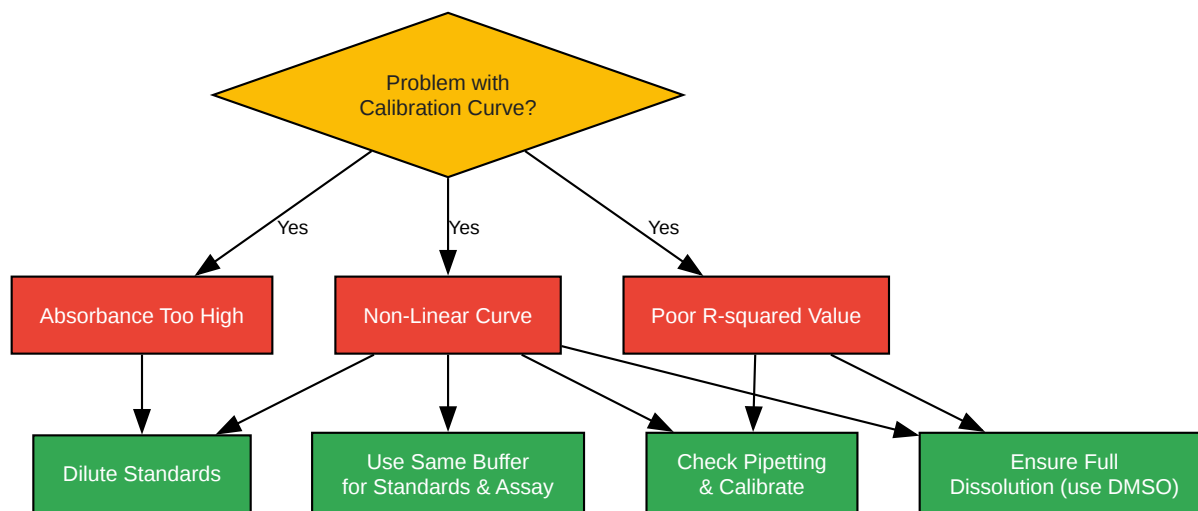 Problem with
Calibration Curve?
Yes
Yes
Yes
Absorbance Too High
Non-Linear Curve
Poor R-squared Value
Dilute Standards
Use Same Buffer
for Standards & Assay
Check Pipetting
& Calibrate
Ensure Full
Dissolution (use DMSO)